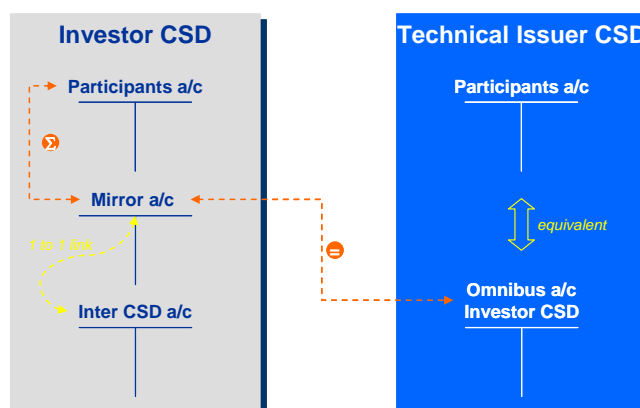 Investor CSD
Participants a/c
Σ
Mirror a/c
1 to 1 link
Inter CSD a/c
=
Technical Issuer CSD
Participants a/c
equivalent
Omnibus a/c
Investor CSD